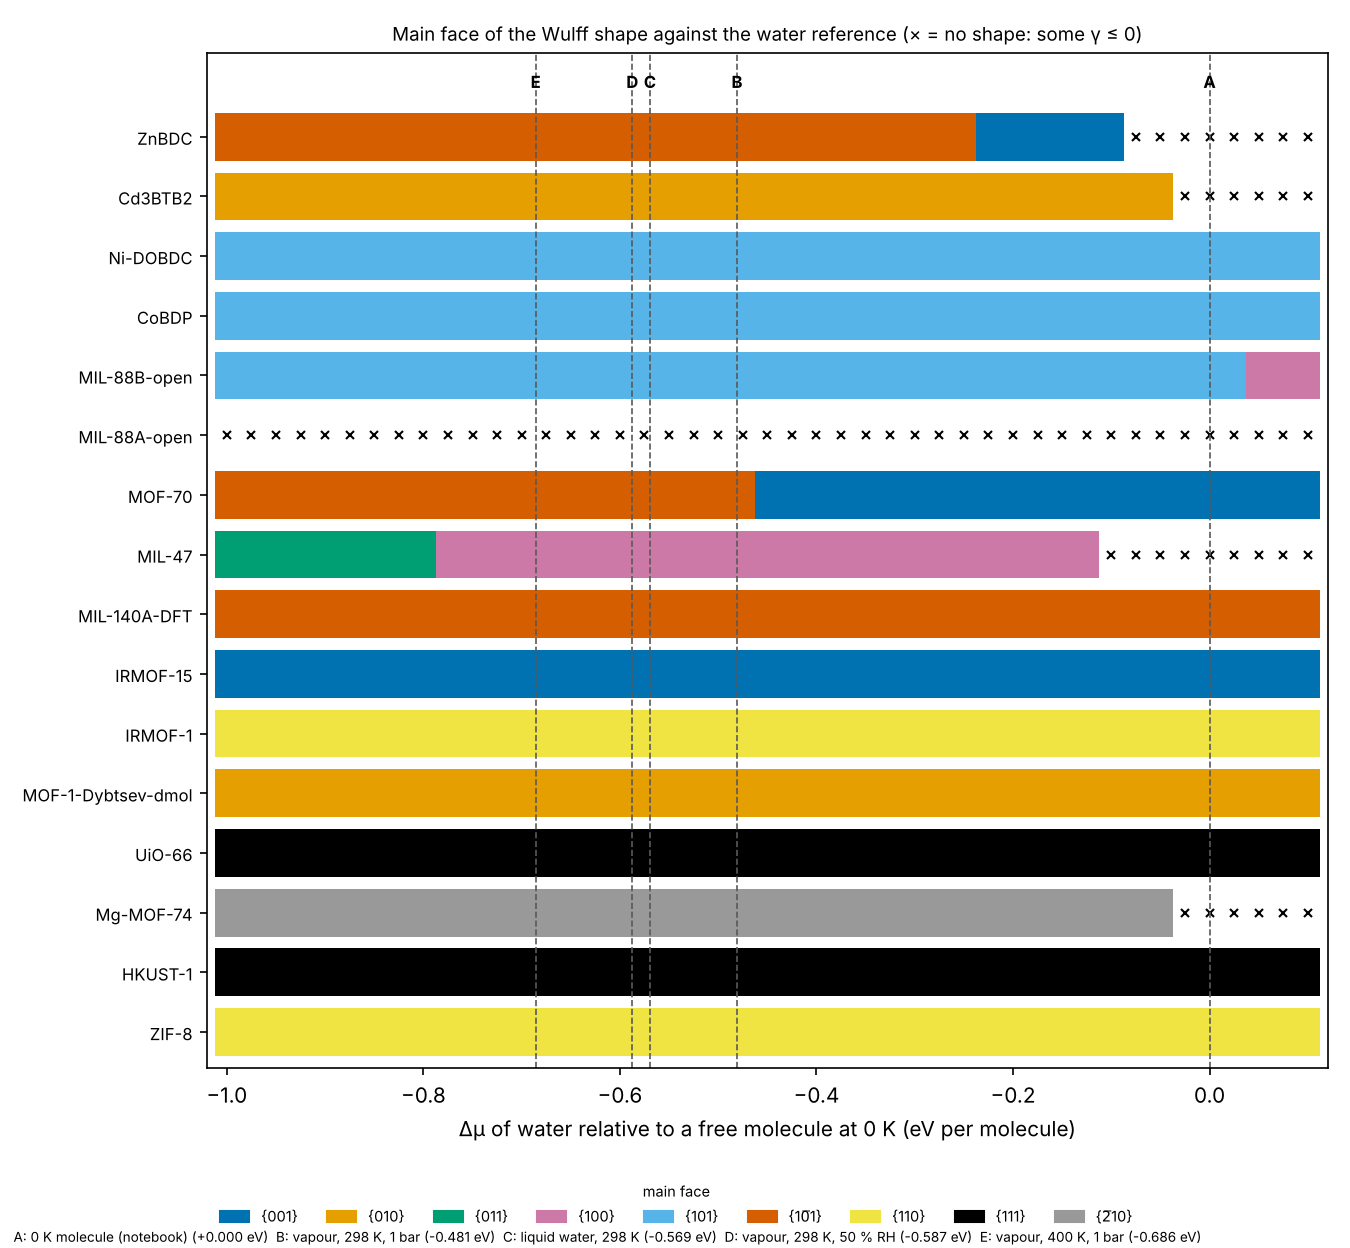 Main face of the Wulff shape against the water reference (× = no shape: some γ ≤ 0)
E D C B A
ZnBDC
Cd3BTB2
Ni-DOBDC
CoBDP
MIL-88B-open
MIL-88A-open
MOF-70
MIL-47
MIL-140A-DFT
IRMOF-15
IRMOF-1
MOF-1-Dybtsev-dmol
UiO-66
Mg-MOF-74
HKUST-1
ZIF-8
−1.0 −0.8 −0.6 −0.4 −0.2 0.0
Δμ of water relative to a free molecule at 0 K (eV per molecule)
main face
{001} {010} {011} {100} {101} {10̅1} {110} {111} {2̅10}
A: 0 K molecule (notebook) (+0.000 eV) B: vapour, 298 K, 1 bar (-0.481 eV) C: liquid water, 298 K (-0.569 eV) D: vapour, 298 K, 50 % RH (-0.587 eV) E: vapour, 400 K, 1 bar (-0.686 eV)